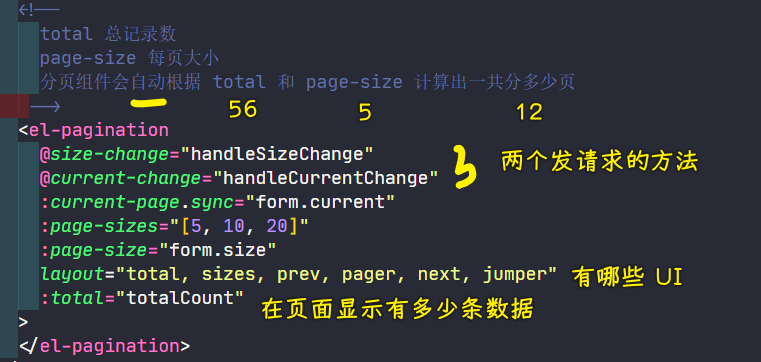 <!--
total 总记录数
page-size 每页大小
分页组件会自动根据 total 和 page-size 计算出一共分多少页
-->
56 5 12
<el-pagination
@size-change="handleSizeChange"
@current-change="handleCurrentChange"
两个发请求的方法
:current-page.sync="form.current"
:page-sizes="[5, 10, 20]"
:page-size="form.size"
layout="total, sizes, prev, pager, next, jumper" 有哪些 UI
:total="totalCount" 在页面显示有多少条数据
>
</el-pagination>